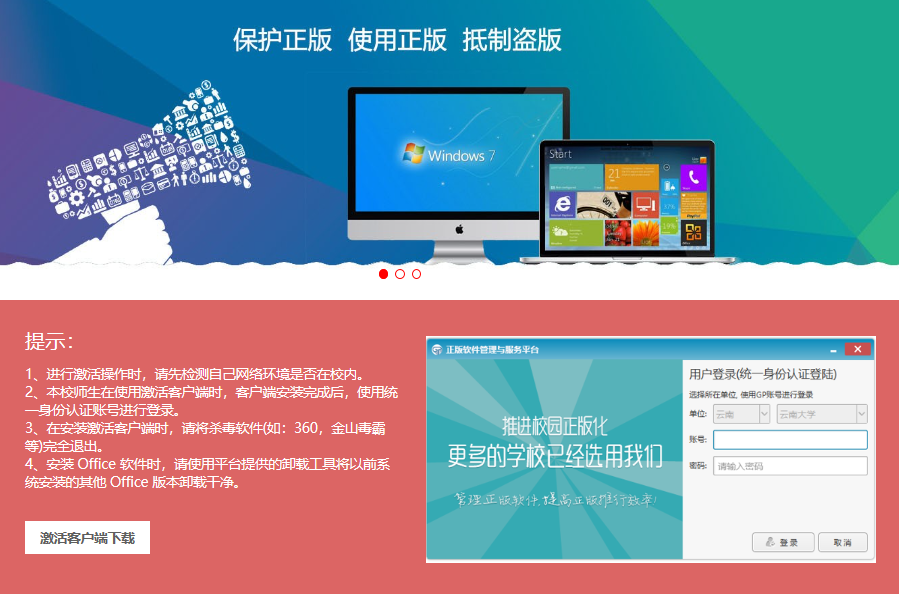 保护正版 使用正版 抵制盗版
Windows 7
Start
提示:
1、进行激活操作时，请先检测自己网络环境是否在校内。
2、本校师生在使用激活客户端时，客户端安装完成后，使用统
一身份认证账号进行登录。
3、在安装激活客户端时，请将杀毒软件(如：360，金山毒霸
等)完全退出。
4、安装 Office 软件时，请使用平台提供的卸载工具将以前系
统安装的其他 Office 版本卸载干净。
激活客户端下载
正版软件管理与服务平台
推进校园正版化
更多的学校已经选用我们
管理正版软件,提高正版推行效率!
用户登录(统一身份认证登陆)
选择所在单位, 使用GP账号进行登录
单位: 云南 云南大学
账号:
密码: 请输入密码
登录 取消